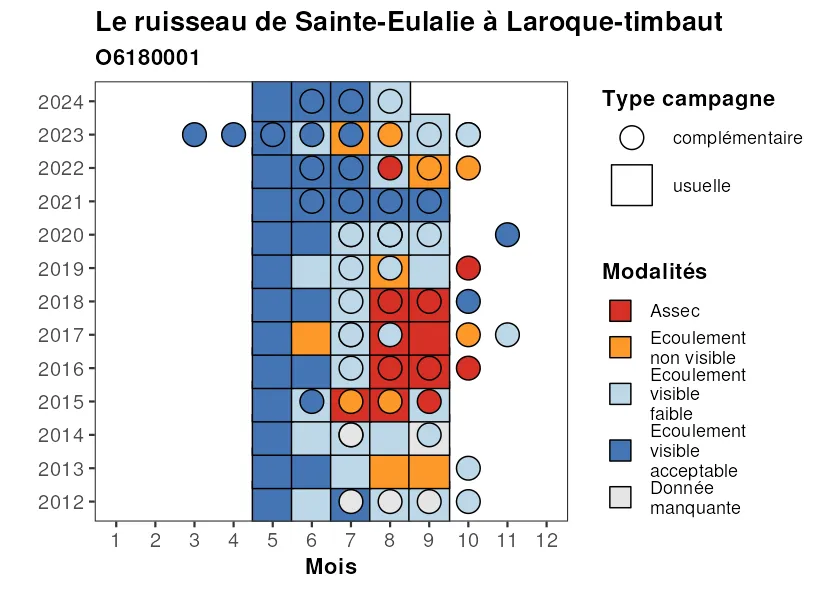 Le ruisseau de Sainte-Eulalie à Laroque-timbaut
O6180001
2024
2023
2022
2021
2020
2019
2018
2017
2016
2015
2014
2013
2012
1 2 3 4 5 6 7 8 9 10 11 12
Mois
Type campagne
complémentaire
usuelle
Modalités
Assec
Ecoulement
non visible
Ecoulement
visible
faible
Ecoulement
visible
acceptable
Donnée
manquante